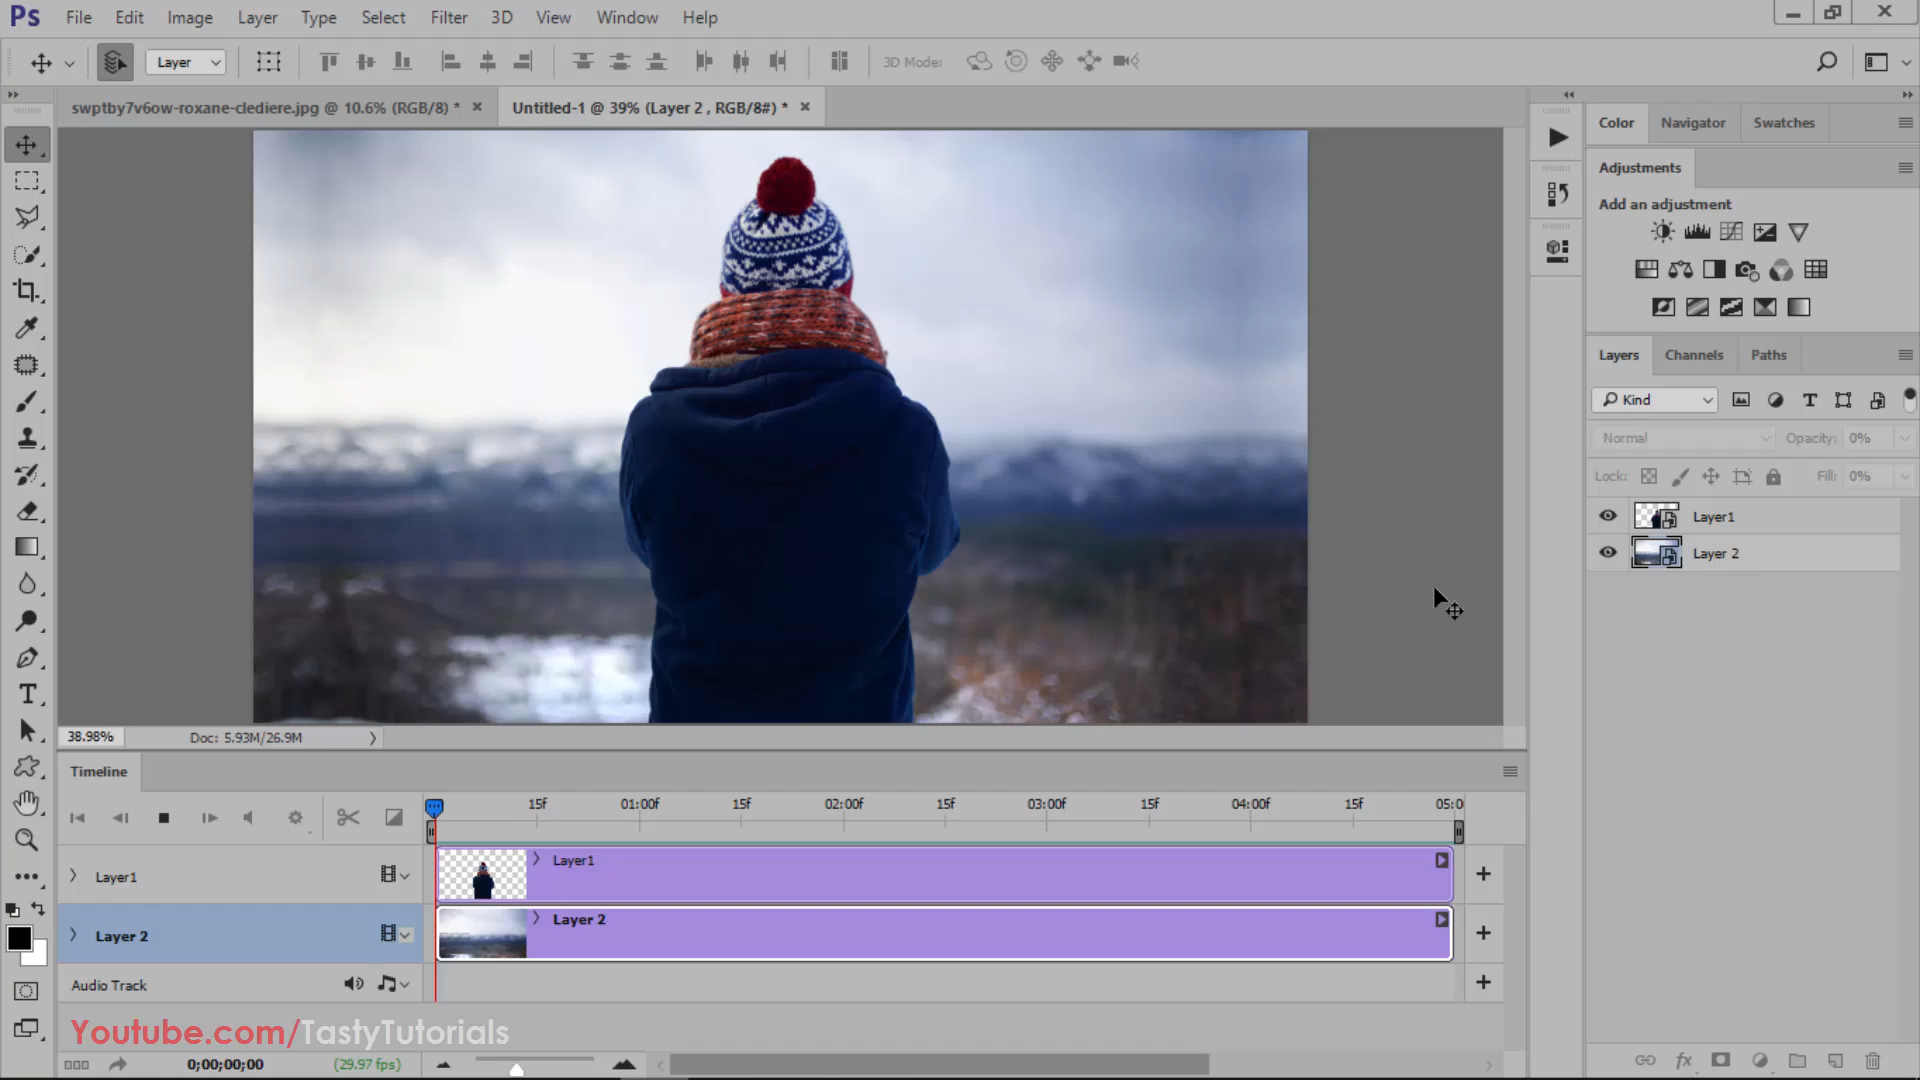 Ps File Edit Image Layer Type Select Filter 3D View Window Help
Layer 3D Mode:
swptby7v6ow-roxane-clediere.jpg @ 10.6% (RGB/8) * Untitled-1 @ 39% (Layer 2 , RGB/8#) *
Color Navigator Swatches
Adjustments
Add an adjustment
Layers Channels Paths
Kind
Normal Opacity: 0%
Lock: Fill: 0%
Layer1
Layer 2
38.98% Doc: 5.93M/26.9M
Timeline
15f 01:00f 15f 02:00f 15f 03:00f 15f 04:00f 15f 05:0
Layer1 Layer1
Layer 2 Layer 2
Audio Track
Youtube.com/TastyTutorials
0;00;00;00 (29.97 fps)